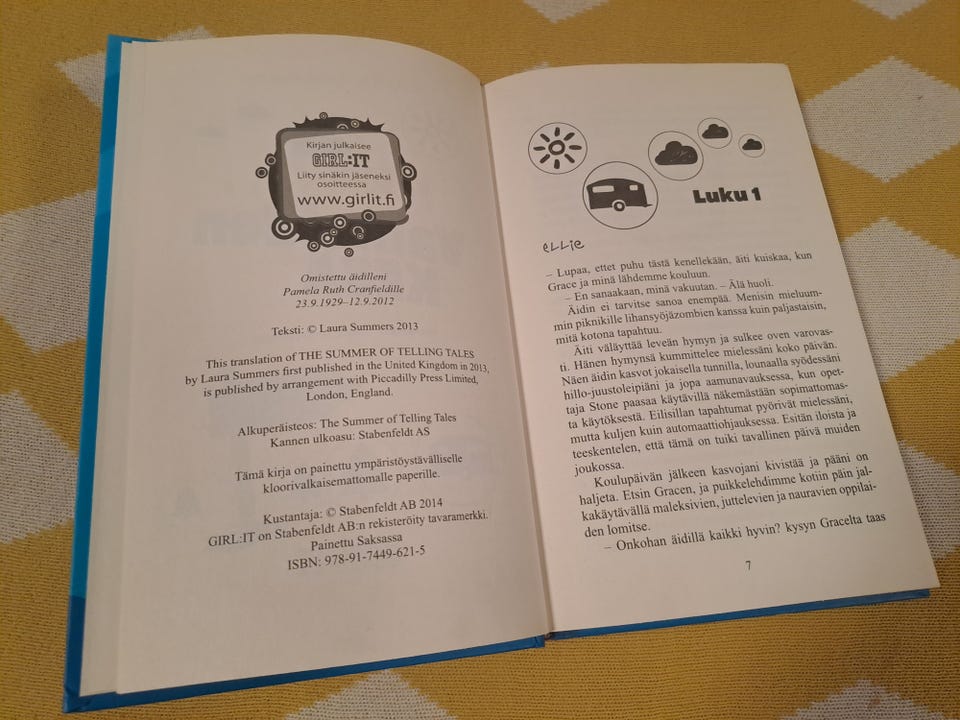 Kirjan julkaisee
GIRL:IT
Liity sinäkin jäseneksi
osoitteessa
www.girlit.fi
Omistettu äidilleni
Pamela Ruth Cranfieldille
23.9.1929–12.9.2012
Teksti: © Laura Summers 2013
This translation of THE SUMMER OF TELLING TALES
by Laura Summers first published in the United Kingdom in 2013,
is published by arrangement with Piccadilly Press Limited,
London, England.
Alkuperäisteos: The Summer of Telling Tales
Kannen ulkoasu: Stabenfeldt AS
Tämä kirja on painettu ympäristöystävälliselle
kloorivalkaisemattomalle paperille.
Kustantaja: © Stabenfeldt AB 2014
GIRL:IT on Stabenfeldt AB:n rekisteröity tavaramerkki.
Painettu Saksassa
ISBN: 978-91-7449-621-5
Luku 1
ELLIE
– Lupaa, ettet puhu tästä kenellekään, äiti kuiskaa, kun
Grace ja minä lähdemme kouluun.
– En sanaakaan, minä vakuutan. – Älä huoli.
Äidin ei tarvitse sanoa enempää. Menisin mieluum-
min piknikille lihansyöjäzombien kanssa kuin paljastaisin,
mitä kotona tapahtuu.
Äiti väläyttää leveän hymyn ja sulkee oven varovas-
ti. Hänen hymynsä kummittelee mielessäni koko päivän.
Näen äidin kasvot jokaisella tunnilla, lounaalla syödessäni
hillo-juustoleipiäni ja jopa aamunavauksessa, kun opet-
taja Stone paasaa käytävillä näkemästään sopimattomas-
ta käytöksestä. Eilisillan tapahtumat pyörivät mielessäni,
mutta kuljen kuin automaattiohjauksessa. Esitän iloista ja
teeskentelen, että tämä on tuiki tavallinen päivä muiden
joukossa.
Koulupäivän jälkeen kasvojani kivistää ja pääni on
haljeta. Etsin Gracen, ja puikkelehdimme kotiin päin jal-
kakäytävällä maleksivien, juttelevien ja nauravien oppilai-
den lomitse.
– Onkohan äidillä kaikki hyvin? kysyn Gracelta taas
7